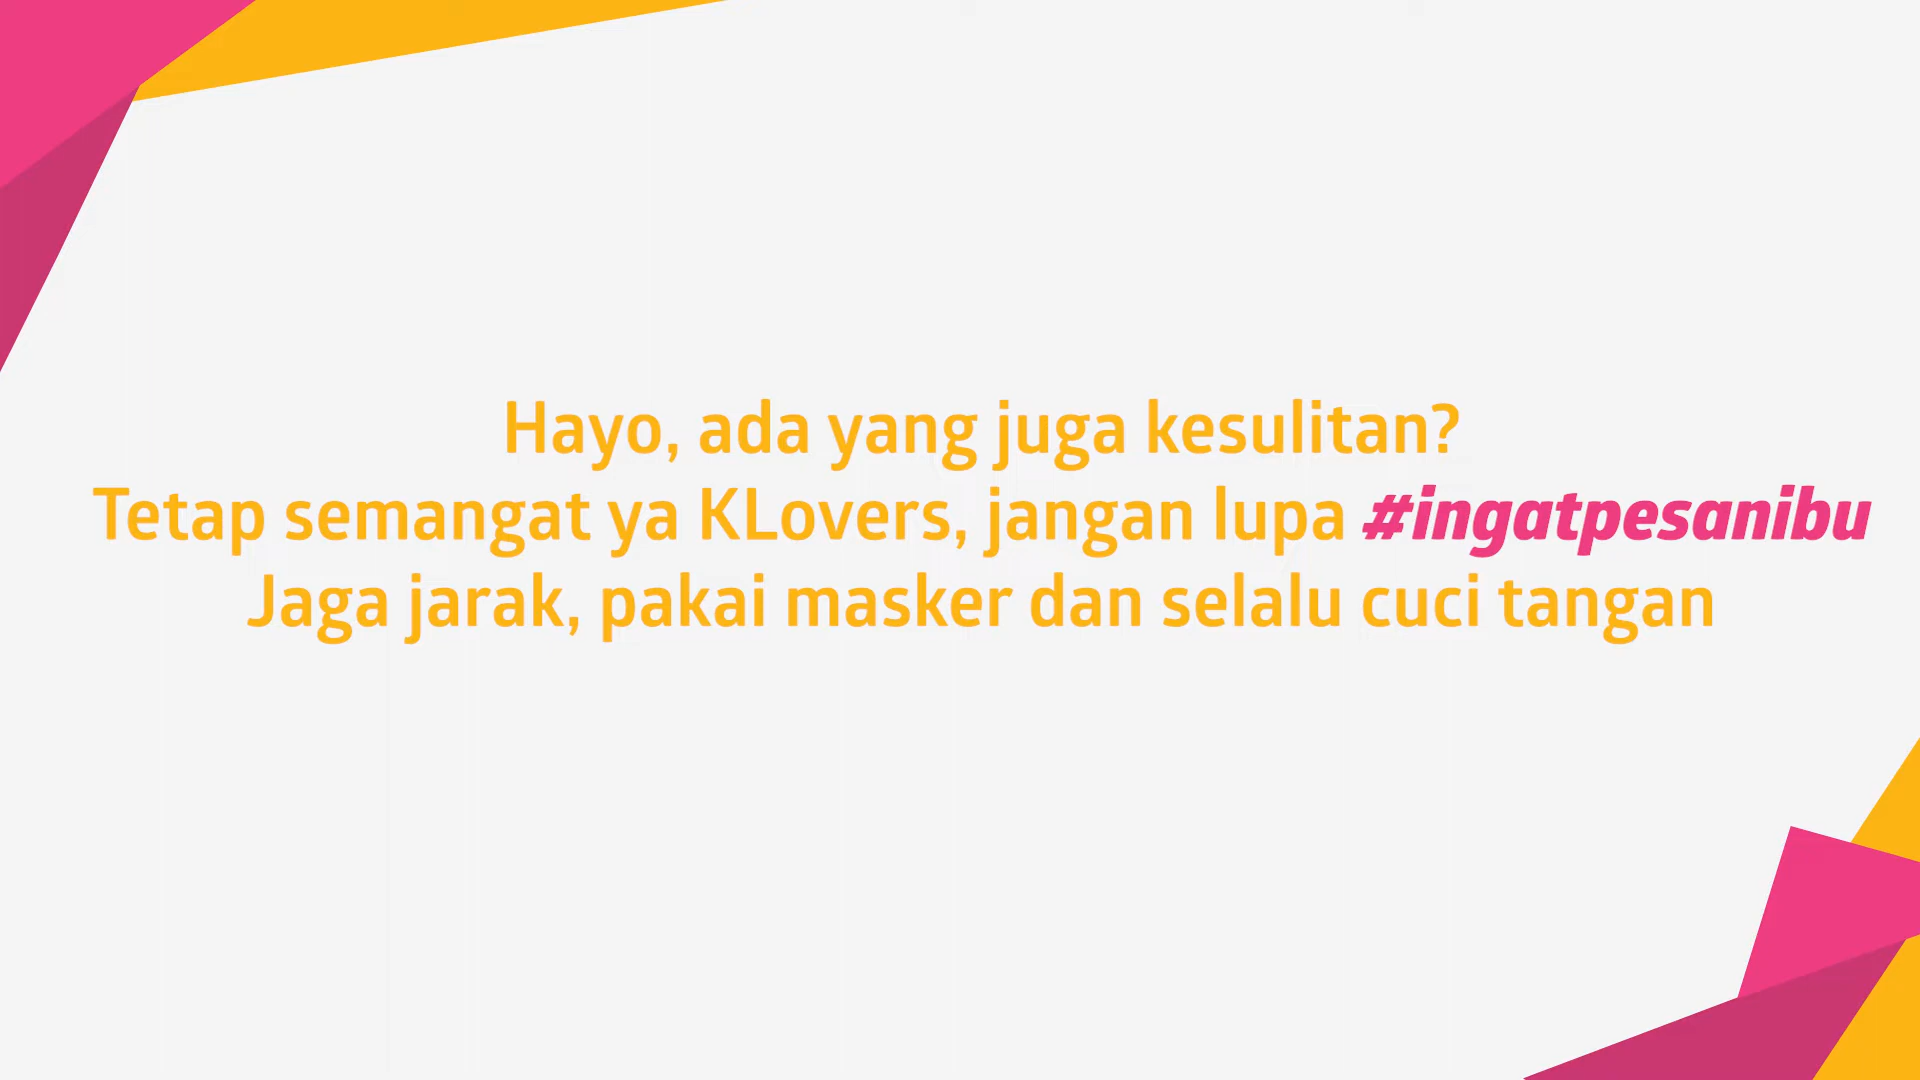 Hayo, ada yang juga kesulitan?
Tetap semangat ya KLovers, jangan lupa #ingatpesanibu
Jaga jarak, pakai masker dan selalu cuci tangan